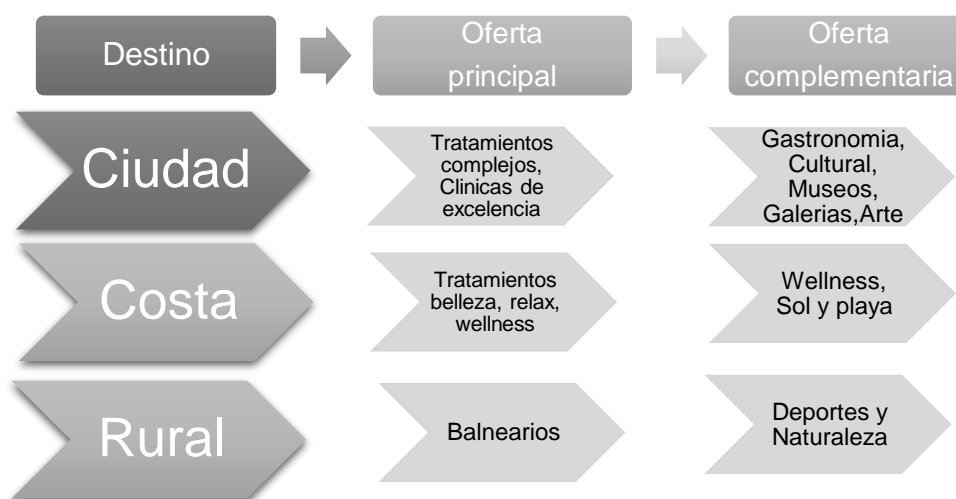 Destino
Oferta
principal
Oferta
complementaria
Ciudad
Tratamientos
complejos,
Clinicas de
excelencia
Gastronomia,
Cultural,
Museos,
Galerias,Arte
Costa
Tratamientos
belleza, relax,
wellness
Wellness,
Sol y playa
Rural
Balnearios
Deportes y
Naturaleza